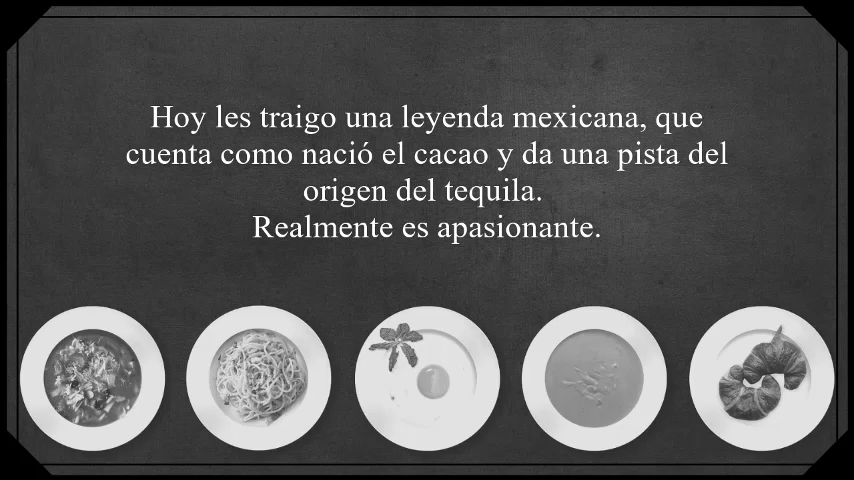 Hoy les traigo una leyenda mexicana, que
cuenta como nació el cacao y da una pista del
origen del tequila.
Realmente es apasionante.